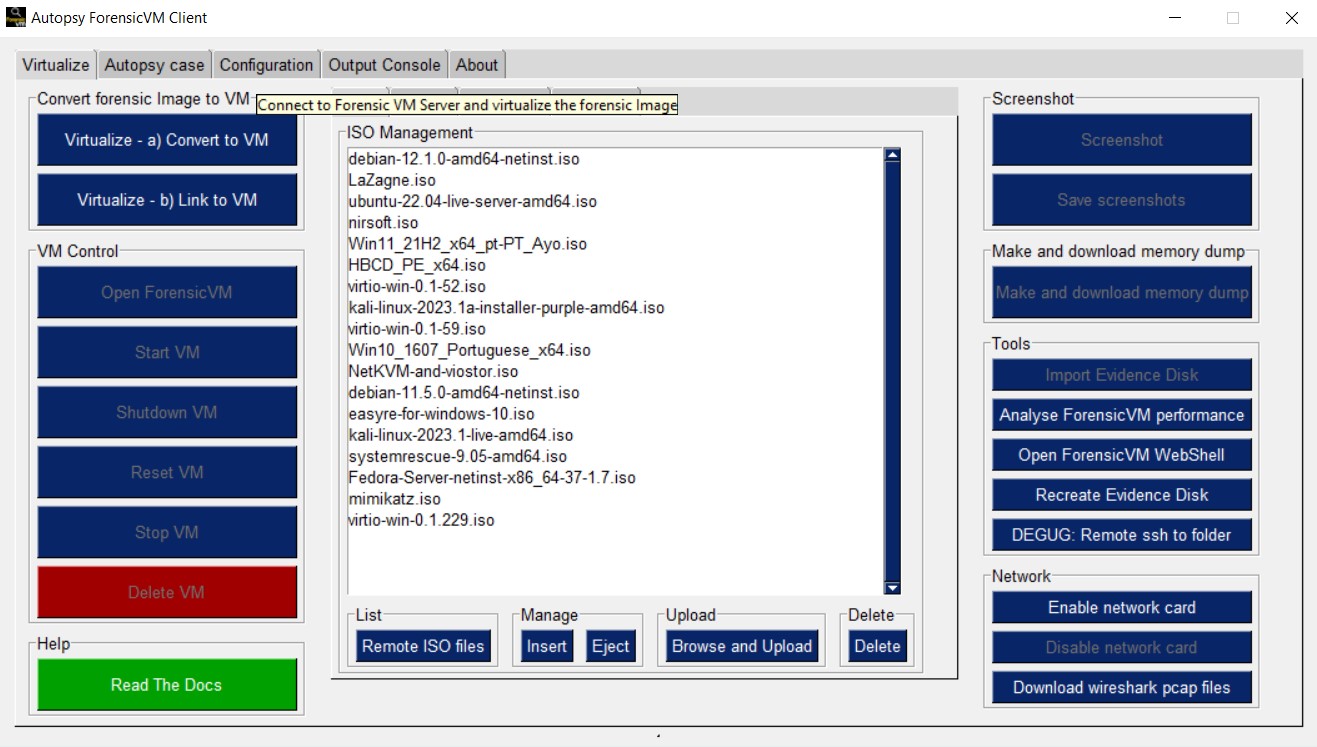 Autopsy ForensicVM Client
Virtualize
Autopsy case
Configuration
Output Console
About
Convert forensic Image to VM
Connect to Forensic VM Server and virtualize the forensic Image
Virtualize - a) Convert to VM
Virtualize - b) Link to VM
VM Control
Open ForensicVM
Start VM
Shutdown VM
Reset VM
Stop VM
Delete VM
Help
Read The Docs
ISO Management
debian-12.1.0-amd64-netinst.iso
LaZagne.iso
ubuntu-22.04-live-server-amd64.iso
nirsoft.iso
Win11_21H2_x64_pt-PT_Ayo.iso
HBCD_PE_x64.iso
virtio-win-0.1-52.iso
kali-linux-2023.1a-installer-purple-amd64.iso
virtio-win-0.1-59.iso
Win10_1607_Portuguese_x64.iso
NetKVM-and-viostor.iso
debian-11.5.0-amd64-netinst.iso
easyre-for-windows-10.iso
kali-linux-2023.1-live-amd64.iso
systemrescue-9.05-amd64.iso
Fedora-Server-netinst-x86_64-37-1.7.iso
mimikatz.iso
virtio-win-0.1.229.iso
List
Remote ISO files
Manage
Insert
Eject
Upload
Browse and Upload
Delete
Delete
Screenshot
Screenshot
Save screenshots
Make and download memory dump
Make and download memory dump
Tools
Import Evidence Disk
Analyse ForensicVM performance
Open ForensicVM WebShell
Recreate Evidence Disk
DEGUG: Remote ssh to folder
Network
Enable network card
Disable network card
Download wireshark pcap files